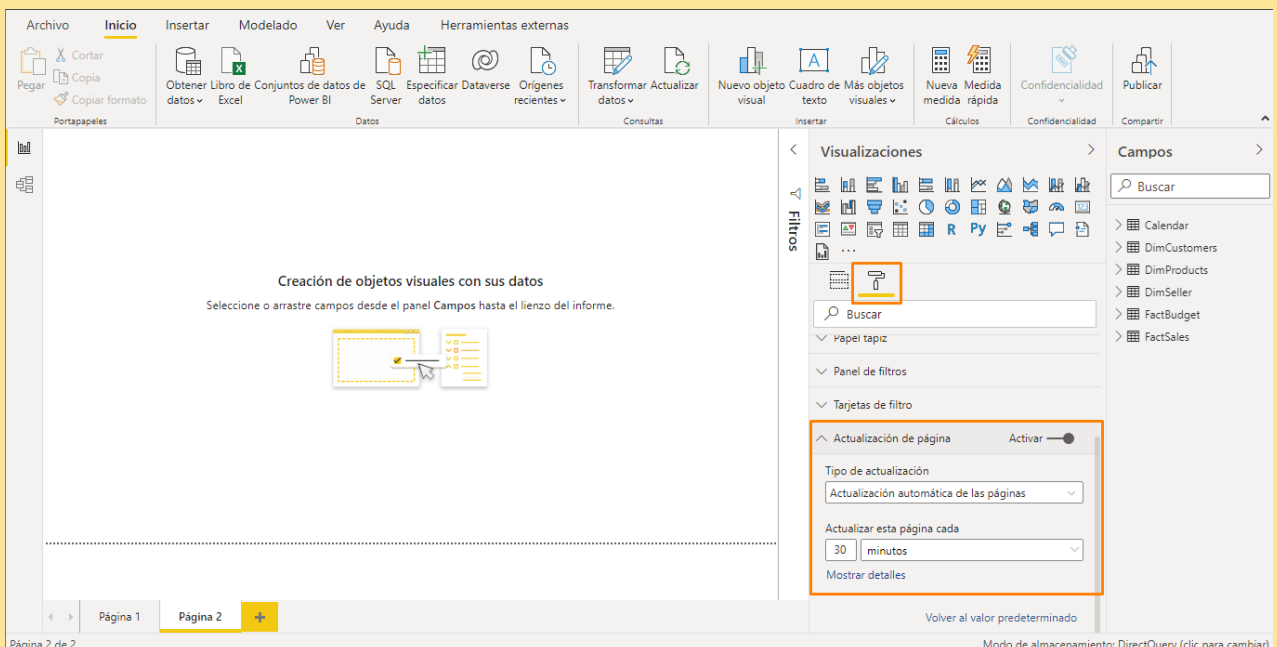 Archivo Inicio Insertar Modelado Ver Ayuda Herramientas externas
Pegar
Cortar
Copia
Copiar formato
Portapapeles
Obtener datos
Libro de Excel
Conjuntos de datos de Power BI
SQL Server
Especificar datos
Dataverse
Orígenes recientes
Datos
Transformar datos
Actualizar
Consultas
Nuevo objeto visual
Cuadro de texto
Más objetos visuales
Insertar
Nueva medida
Medida rápida
Cálculos
Confidencialidad
Confidencialidad
Publicar
Compartir
Filtros
Creación de objetos visuales con sus datos
Seleccione o arrastre campos desde el panel Campos hasta el lienzo del informe.
Visualizaciones
123
R Py
Buscar
Papel tapiz
Panel de filtros
Tarjetas de filtro
Actualización de página Activar
Tipo de actualización
Actualización automática de las páginas
Actualizar esta página cada
30 minutos
Mostrar detalles
Volver al valor predeterminado
Campos
Buscar
Calendar
DimCustomers
DimProducts
DimSeller
FactBudget
FactSales
Página 1 Página 2 +
Página 2 de 2
Modo de almacenamiento: DirectQuery (clic para cambiar)